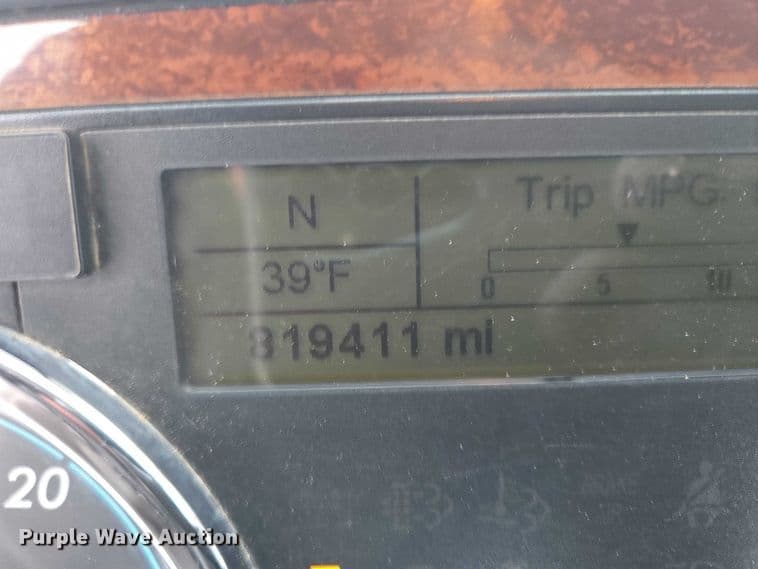 Trip MPG
N
39°F
0 5 10
819411 mi
20
Purple Wave Auction